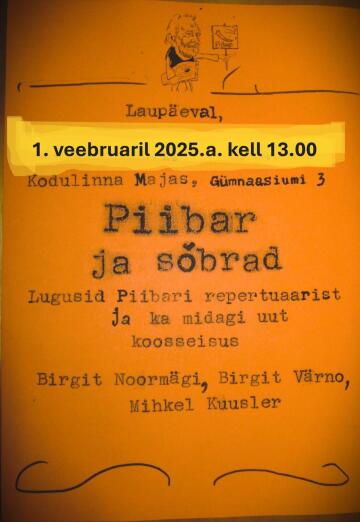 Laupäeval,
1. veebruaril 2025.a. kell 13.00
Kodulinna Majas, Gümnaasiumi 3
Piibar
ja sõbrad
Lugusid Piibari repertuaarist
ja ka midagi uut
koosseisus
Birgit Noormägi, Birgit Värno,
Mihkel Kuusler